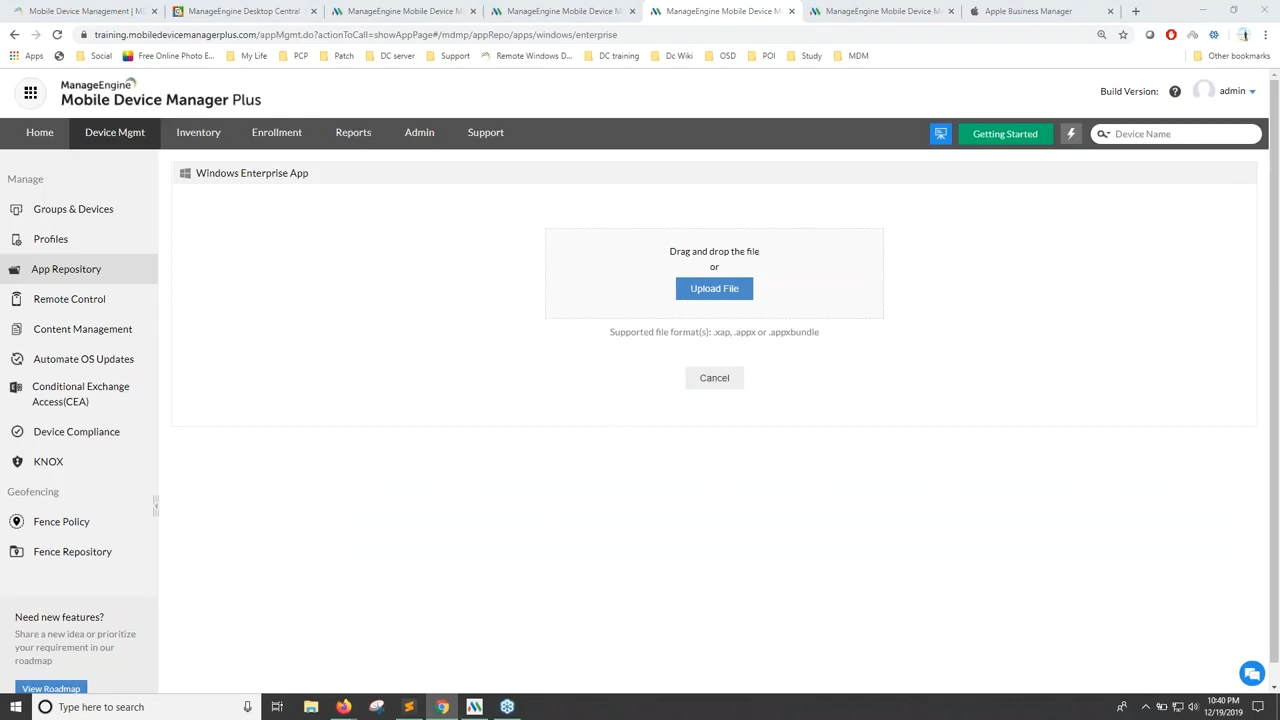 Mobile Device Management | MD
ManageEngine Desktop Central
ManageEngine Mobile Device M
ManageEngine Mobile Device M
ManageEngine Mobile Device M
ManageEngine Mobile Device M
Apple Business Manager
training.mobiledevicemanagerplus.com/appMgmt.do?actionToCall=showAppPage#/mdmp/appRepo/apps/windows/enterprise
Apps
Social
Free Online Photo E...
My Life
PCP
Patch
DC server
Support
Remote Windows D...
DC training
Dc Wiki
OSD
POI
Study
MDM
Other bookmarks
ManageEngine
Mobile Device Manager Plus
Build Version:
admin
Home
Device Mgmt
Inventory
Enrollment
Reports
Admin
Support
Getting Started
Device Name
Manage
Groups & Devices
Profiles
App Repository
Remote Control
Content Management
Automate OS Updates
Conditional Exchange
Access(CEA)
Device Compliance
KNOX
Geofencing
Fence Policy
Fence Repository
Need new features?
Share a new idea or prioritize
your requirement in our
roadmap
View Roadmap
Windows Enterprise App
Drag and drop the file
or
Upload File
Supported file format(s): .xap, .appx or .appxbundle
Cancel
Type here to search
10:40 PM
12/19/2019